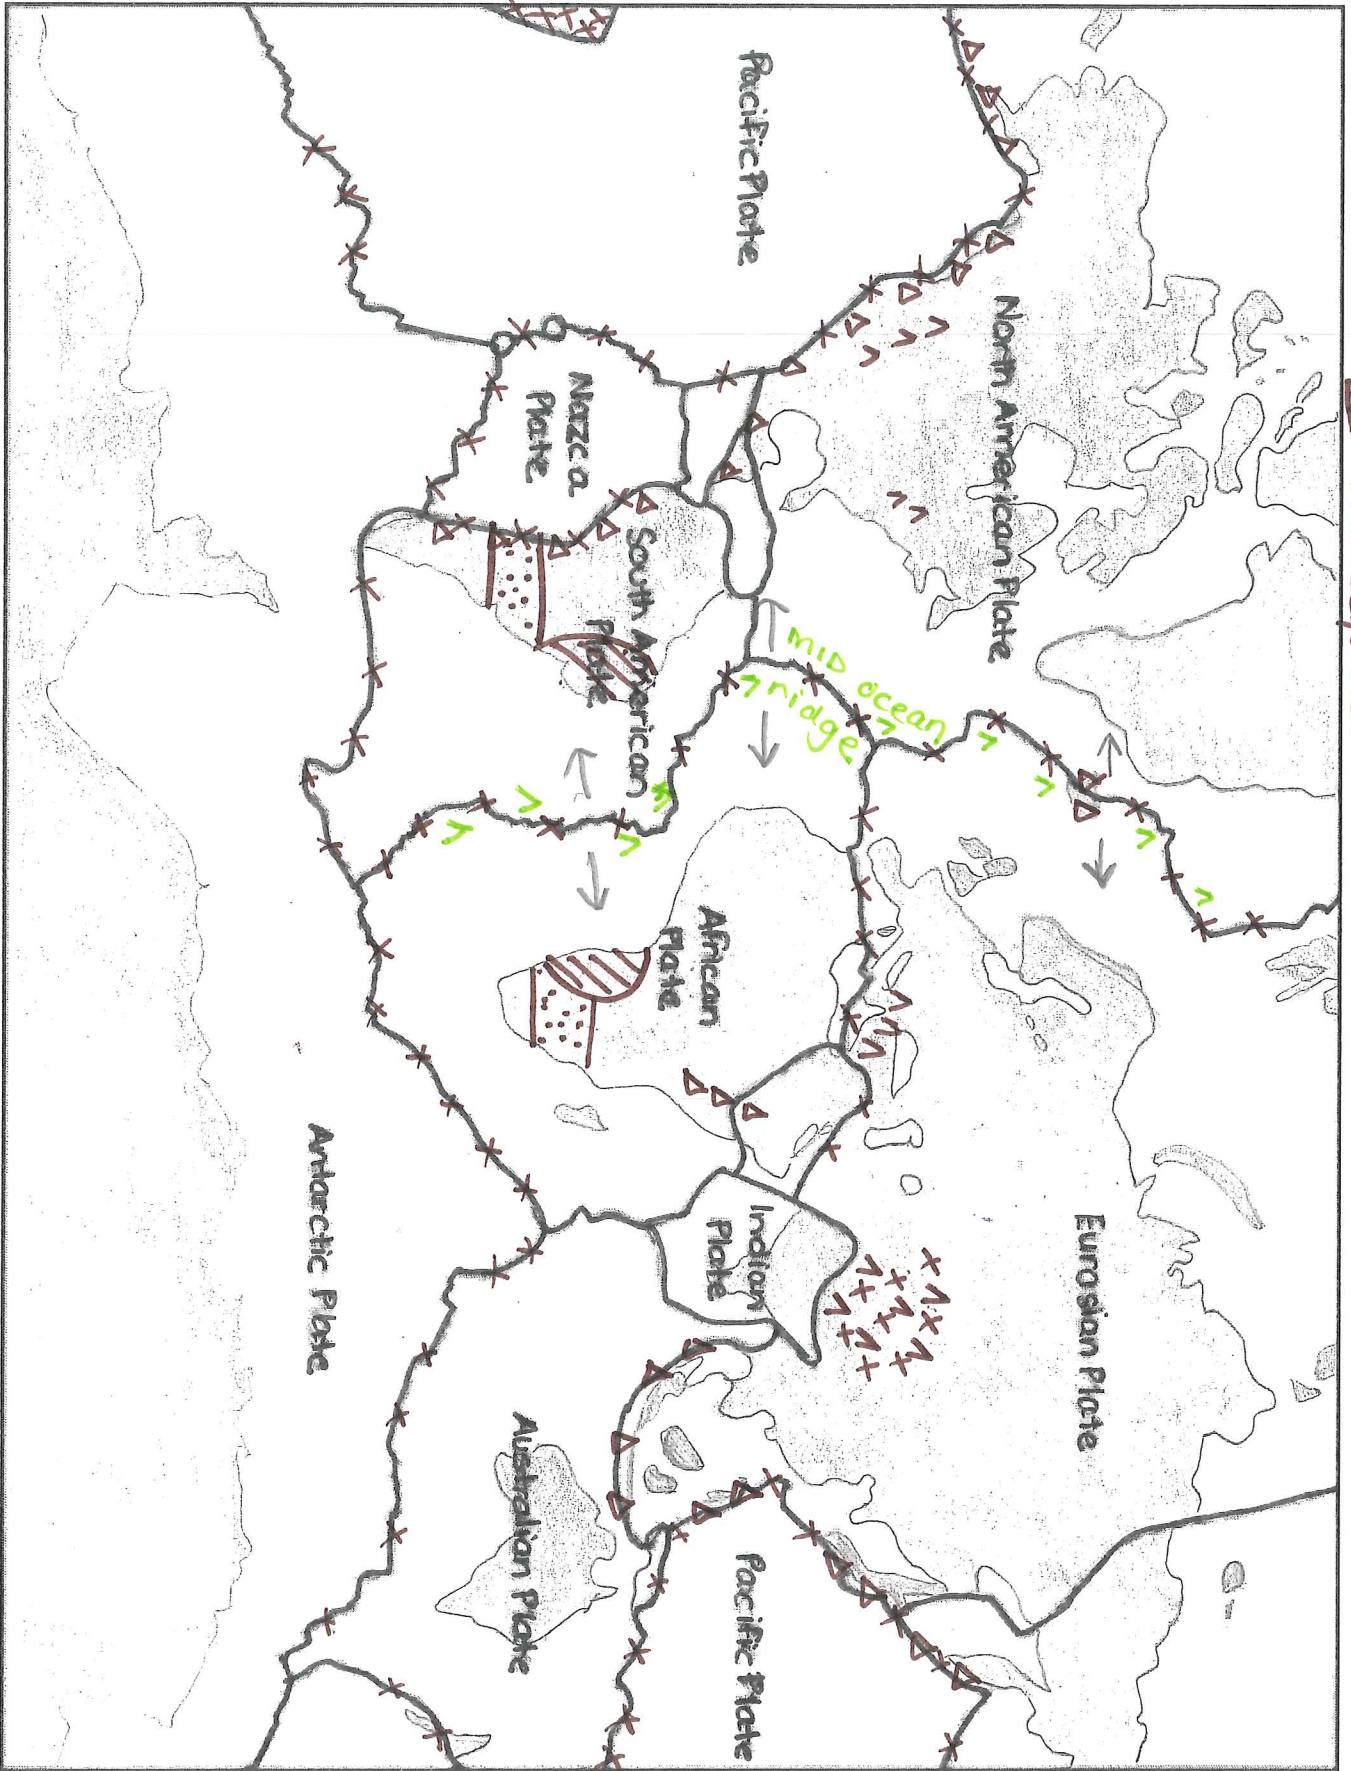 North American Plate
Eurasian Plate
mid ocean
ridge
Pacific Plate
African
Plate
Indian
Plate
Pacific Plate
South American
Plate
Nazca
Plate
Australian Plate
Antarctic Plate